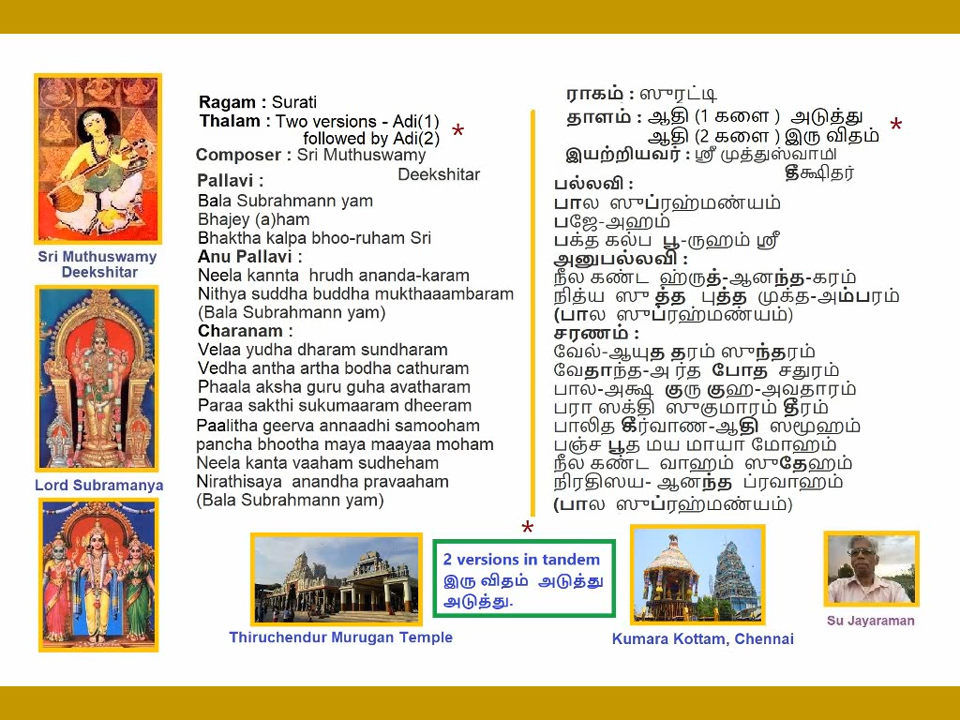 Ragam : Surati
Thalam : Two versions - Adi(1)
followed by Adi(2) *
Composer : Sri Muthuswamy
Deekshitar
Pallavi :
Bala Subrahmann yam
Bhajey (a)ham
Bhaktha kalpa bhoo-ruham Sri
Anu Pallavi :
Neela kannta hrudh ananda-karam
Nithya suddha buddha mukthaaambaram
(Bala Subrahmann yam)
Charanam :
Velaa yudha dharam sundharam
Vedha antha artha bodha cathuram
Phaala aksha guru guha avatharam
Paraa sakthi sukumaaram dheeram
Paalitha geerva annaadhi samooham
pancha bhootha maya maayaa moham
Neela kanta vaaham sudheham
Nirathisaya anandha pravaaham
(Bala Subrahmann yam)
ராகம் : ஸுரட்டி
தாளம் : ஆதி (1 களை ) அடுத்து
ஆதி (2 களை ) இரு விதம் *
இயற்றியவர் : ஸ்ரீ முத்துஸ்வாமி
தீக்ஷிதர்
பல்லவி :
பால ஸுப்ரஹ்மண்யம்
பஜே-அஹம்
பக்த கல்ப பூ-ருஹம் ஸ்ரீ
அனுபல்லவி :
நீல கண்ட ஹ்ருத்-ஆனந்த-கரம்
நித்ய ஸுத்த புத்த முக்த-அம்பரம்
(பால ஸுப்ரஹ்மண்யம்)
சரணம் :
வேல்-ஆயுத தரம் ஸுந்தரம்
வேதாந்த-அர்த போத சதுரம்
பால-அக்ஷ குரு குஹ-அவதாரம்
பரா ஸக்தி ஸுகுமாரம் தீரம்
பாலித கீர்வாண-ஆதி ஸமூஹம்
பஞ்ச பூத மய மாயா மோஹம்
நீல கண்ட வாஹம் ஸுதேஹம்
நிரதிஸய- ஆனந்த ப்ரவாஹம்
(பால ஸுப்ரஹ்மண்யம்)
Sri Muthuswamy
Deekshitar
Lord Subramanya
Thiruchendur Murugan Temple
*
2 versions in tandem
இரு விதம் அடுத்து
அடுத்து.
Kumara Kottam, Chennai
Su Jayaraman